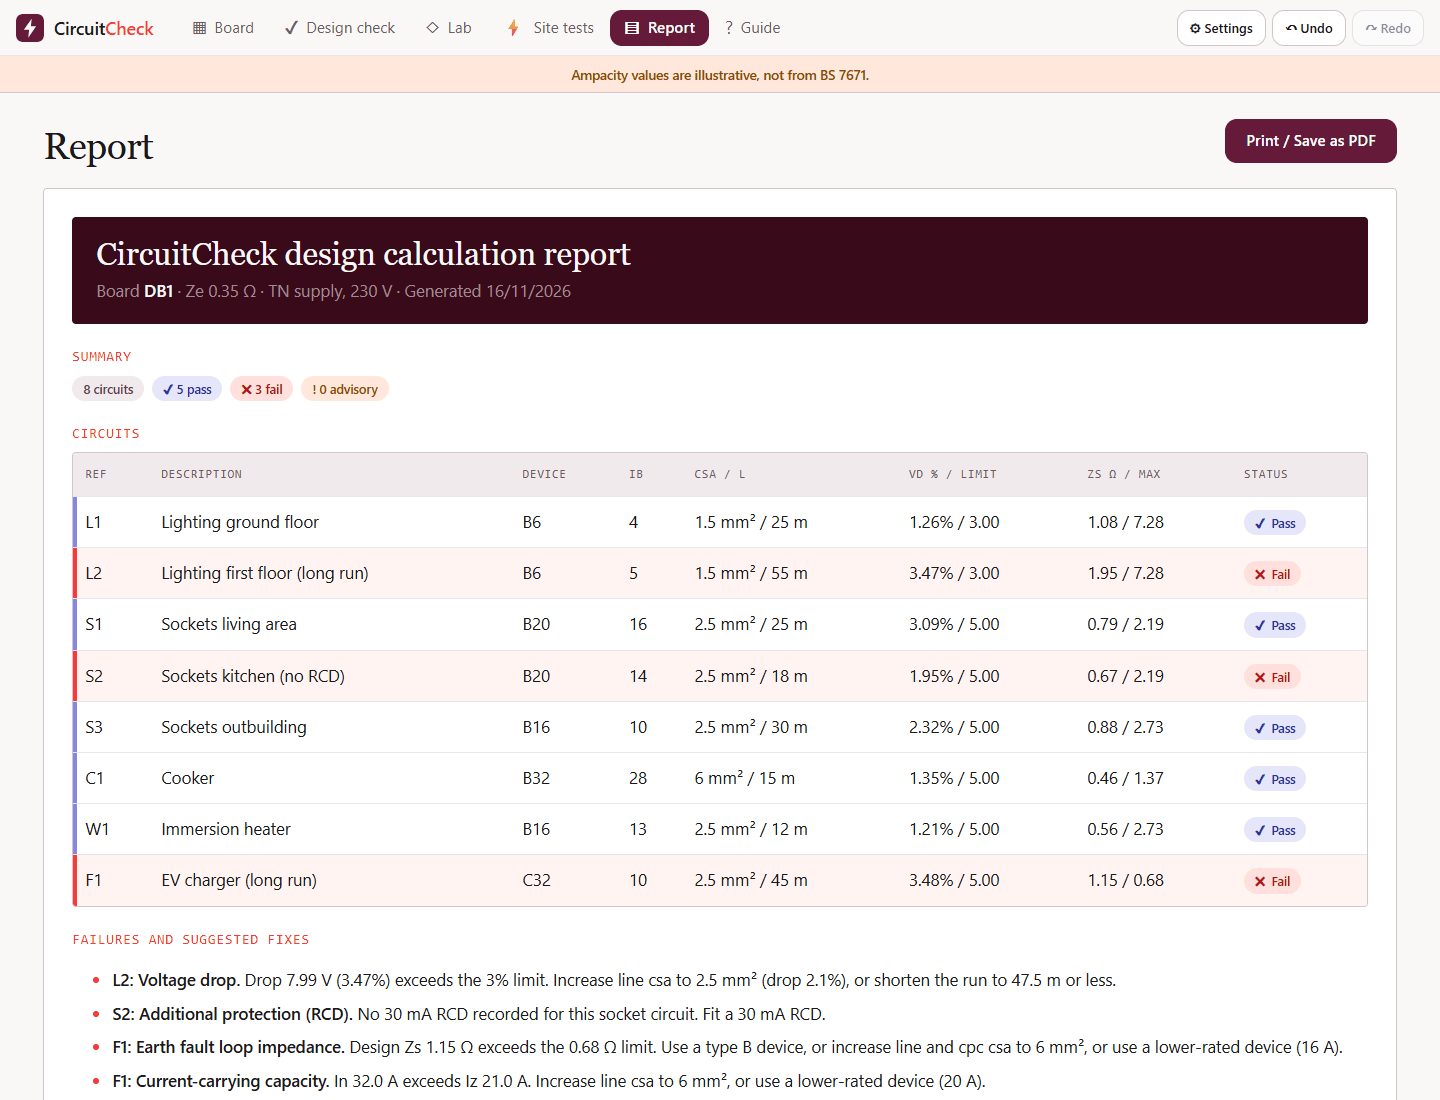 CircuitCheck
Board
Design check
Lab
Site tests
Report
? Guide
Settings
Undo
Redo
Ampacity values are illustrative, not from BS 7671.
Report
Print / Save as PDF
CircuitCheck design calculation report
Board DB1 · Ze 0.35 Ω · TN supply, 230 V · Generated 16/11/2026
SUMMARY
8 circuits ✓ 5 pass ✕ 3 fail ! 0 advisory
CIRCUITS
REF DESCRIPTION DEVICE IB CSA / L VD % / LIMIT ZS Ω / MAX STATUS
L1 Lighting ground floor B6 4 1.5 mm² / 25 m 1.26% / 3.00 1.08 / 7.28 ✓ Pass
L2 Lighting first floor (long run) B6 5 1.5 mm² / 55 m 3.47% / 3.00 1.95 / 7.28 ✕ Fail
S1 Sockets living area B20 16 2.5 mm² / 25 m 3.09% / 5.00 0.79 / 2.19 ✓ Pass
S2 Sockets kitchen (no RCD) B20 14 2.5 mm² / 18 m 1.95% / 5.00 0.67 / 2.19 ✕ Fail
S3 Sockets outbuilding B16 10 2.5 mm² / 30 m 2.32% / 5.00 0.88 / 2.73 ✓ Pass
C1 Cooker B32 28 6 mm² / 15 m 1.35% / 5.00 0.46 / 1.37 ✓ Pass
W1 Immersion heater B16 13 2.5 mm² / 12 m 1.21% / 5.00 0.56 / 2.73 ✓ Pass
F1 EV charger (long run) C32 10 2.5 mm² / 45 m 3.48% / 5.00 1.15 / 0.68 ✕ Fail
FAILURES AND SUGGESTED FIXES
• L2: Voltage drop. Drop 7.99 V (3.47%) exceeds the 3% limit. Increase line csa to 2.5 mm² (drop 2.1%), or shorten the run to 47.5 m or less.
• S2: Additional protection (RCD). No 30 mA RCD recorded for this socket circuit. Fit a 30 mA RCD.
• F1: Earth fault loop impedance. Design Zs 1.15 Ω exceeds the 0.68 Ω limit. Use a type B device, or increase line and cpc csa to 6 mm², or use a lower-rated device (16 A).
• F1: Current-carrying capacity. In 32.0 A exceeds Iz 21.0 A. Increase line csa to 6 mm², or use a lower-rated device (20 A).